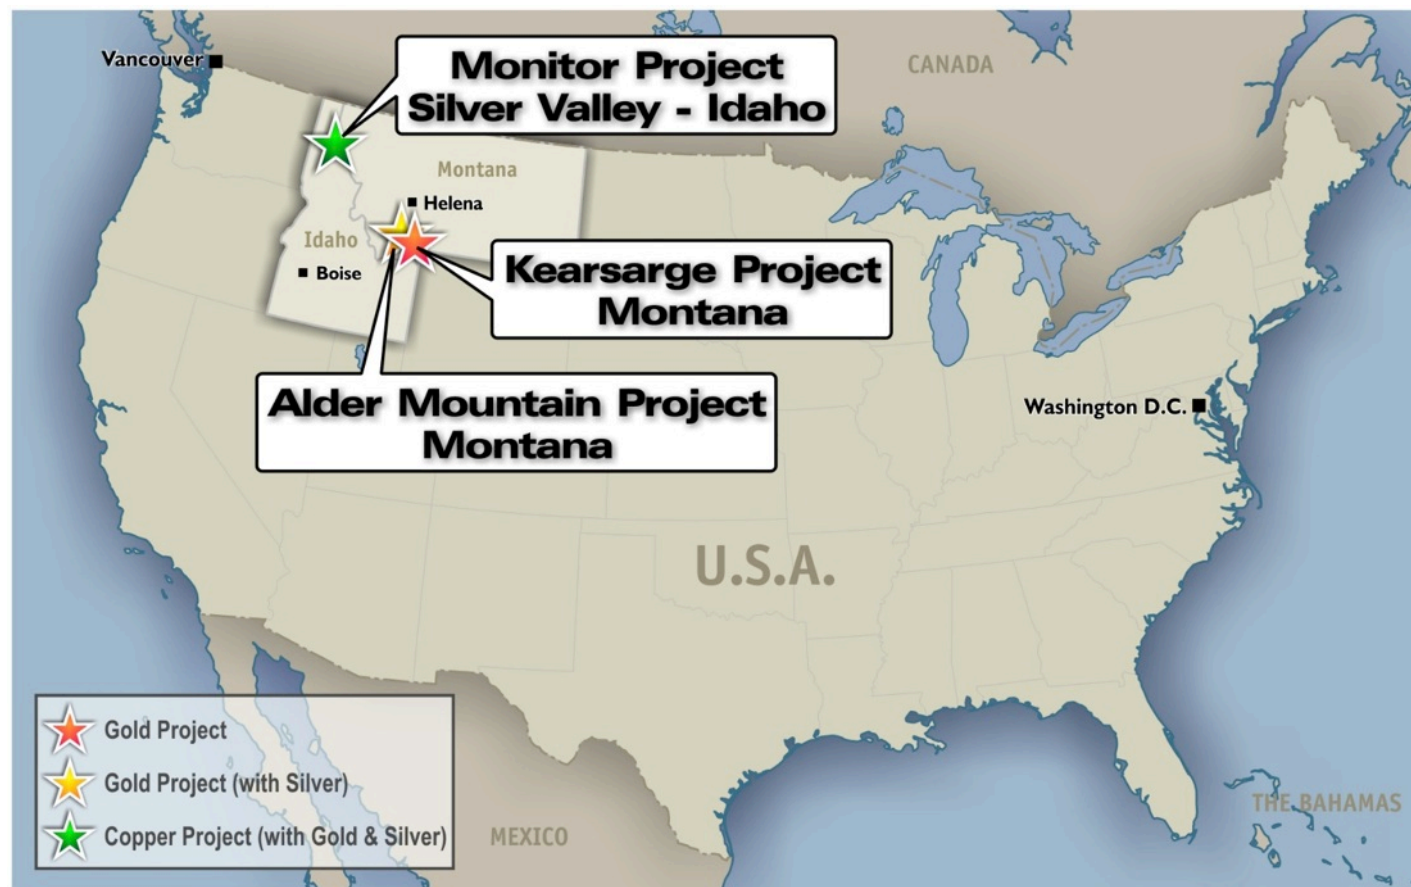 Vancouver
CANADA
Monitor Project
Silver Valley - Idaho
Montana
Helena
Idaho
Boise
Kearsarge Project
Montana
Alder Mountain Project
Montana
Washington D.C.
U.S.A.
Gold Project
Gold Project (with Silver)
Copper Project (with Gold & Silver)
MEXICO
THE BAHAMAS